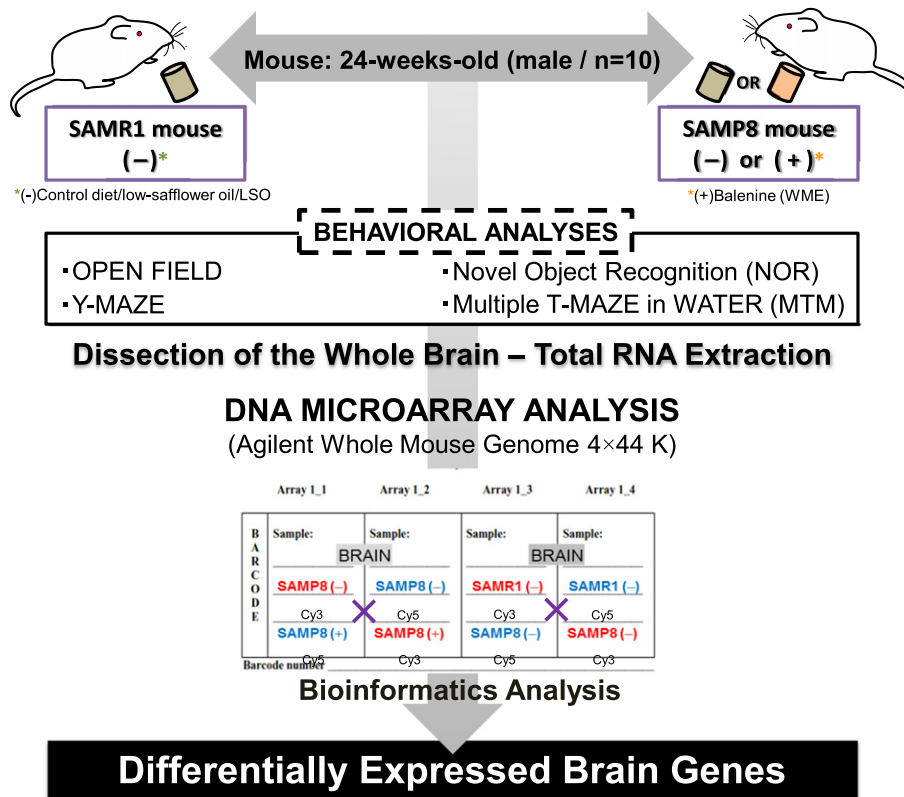 Mouse: 24-weeks-old (male / n=10)
OR
SAMR1 mouse
(−)*
SAMP8 mouse
(−) or (+)*
*(-)Control diet/low-safflower oil/LSO
*(+)Balenine (WME)
BEHAVIORAL ANALYSES
・OPEN FIELD
・Novel Object Recognition (NOR)
・Y-MAZE
・Multiple T-MAZE in WATER (MTM)
Dissection of the Whole Brain – Total RNA Extraction
DNA MICROARRAY ANALYSIS
(Agilent Whole Mouse Genome 4×44 K)
Array 1_1 Array 1_2 Array 1_3 Array 1_4
BARCODE
Sample: Sample: Sample: Sample:
BRAIN BRAIN
SAMP8 (−) SAMP8 (−) SAMR1 (−) SAMR1 (−)
Cy3 Cy5 Cy3 Cy5
SAMP8 (+) SAMP8 (+) SAMP8 (−) SAMP8 (−)
Cy5 Cy3 Cy5 Cy3
Barcode number
Bioinformatics Analysis
Differentially Expressed Brain Genes